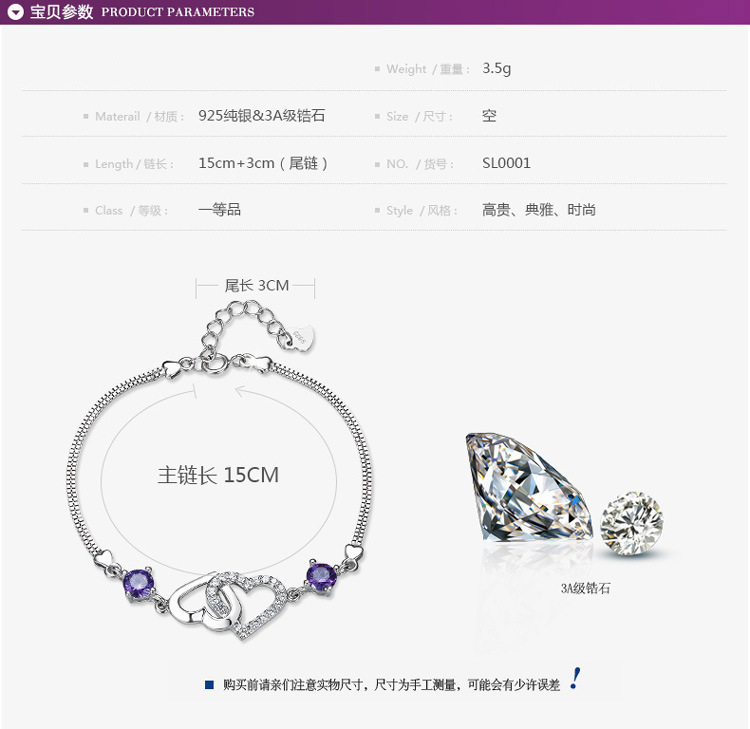 宝贝参数 PRODUCT PARAMETERS
Weight / 重量 : 3.5g
Materail / 材质 : 925纯银&3A级锆石
Size / 尺寸 : 空
Length / 链长 : 15cm+3cm ( 尾链 )
NO. / 货号 : SL0001
Class / 等级 : 一等品
Style / 风格 : 高贵、典雅、时尚
尾长 3CM
主链长 15CM
3A级锆石
购买前请亲们注意实物尺寸，尺寸为手工测量，可能会有少许误差 !